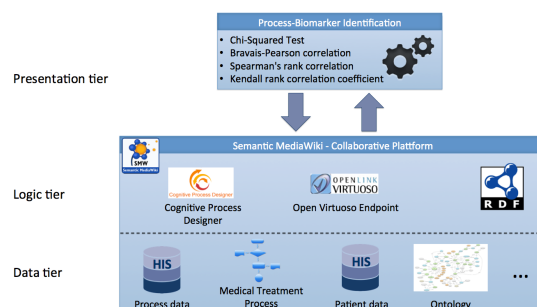 Process-Biomarker Identification
• Chi-Squared Test
• Bravais-Pearson correlation
• Spearman's rank correlation
• Kendall rank correlation coefficient
Presentation tier
Semantic MediaWiki - Collaborative Platform
SMW
Semantic MediaWiki
Cognitive Process Designer
OPENLINK
VIRTUOSO
RDF
Logic tier
Cognitive Process
Designer
Open Virtuoso Endpoint
HIS
HIS
Data tier
...
Medical Treatment
Process
Process data
Patient data
Ontology